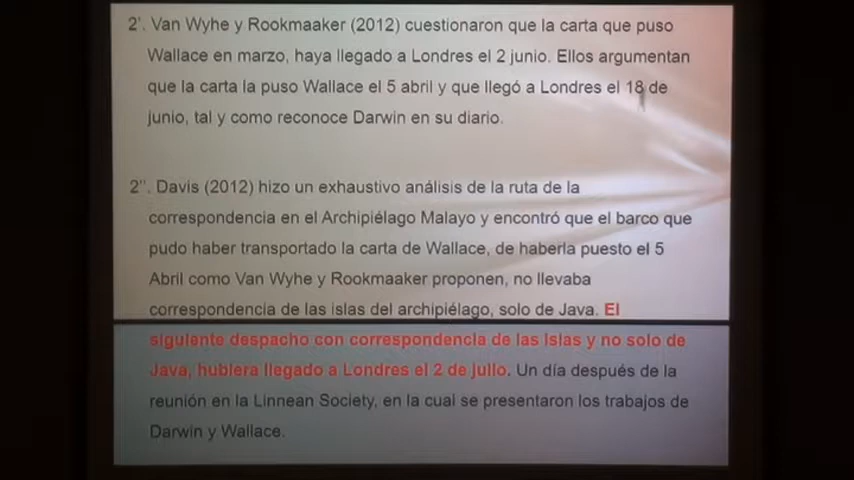 2'. Van Wyhe y Rookmaaker (2012) cuestionaron que la carta que puso
Wallace en marzo, haya llegado a Londres el 2 junio. Ellos argumentan
que la carta la puso Wallace el 5 abril y que llegó a Londres el 18 de
junio, tal y como reconoce Darwin en su diario.
2''. Davis (2012) hizo un exhaustivo análisis de la ruta de la
correspondencia en el Archipiélago Malayo y encontró que el barco que
pudo haber transportado la carta de Wallace, de haberla puesto el 5
Abril como Van Wyhe y Rookmaaker proponen, no llevaba
correspondencia de las islas del archipiélago, solo de Java. El
siguiente despacho con correspondencia de las islas y no solo de
Java, hubiera llegado a Londres el 2 de julio. Un día después de la
reunión en la Linnean Society, en la cual se presentaron los trabajos de
Darwin y Wallace.